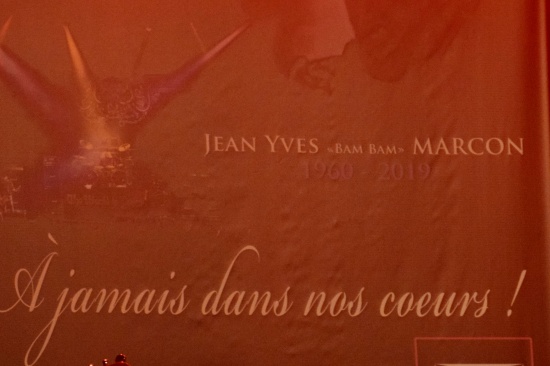 JEAN YVES «BAM BAM» MARCON
1960 - 2019
À jamais dans nos coeurs !